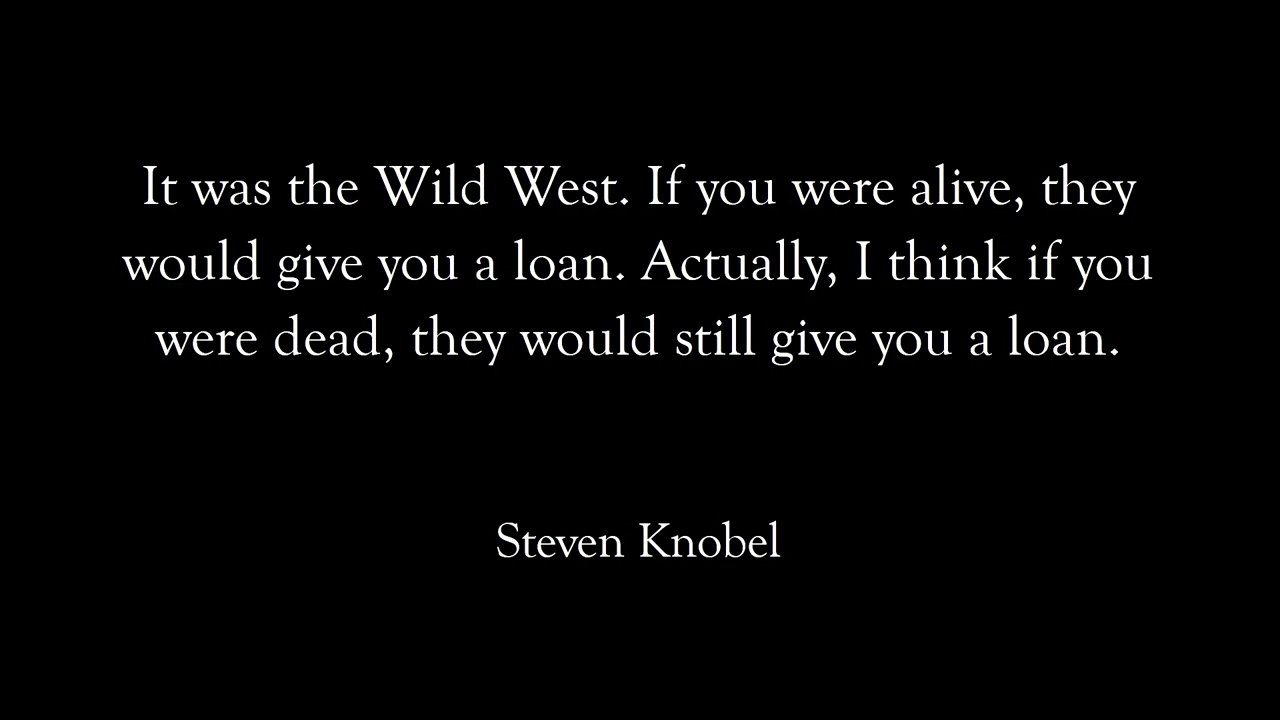 It was the Wild West. If you were alive, they
would give you a loan. Actually, I think if you
were dead, they would still give you a loan.
Steven Knobel